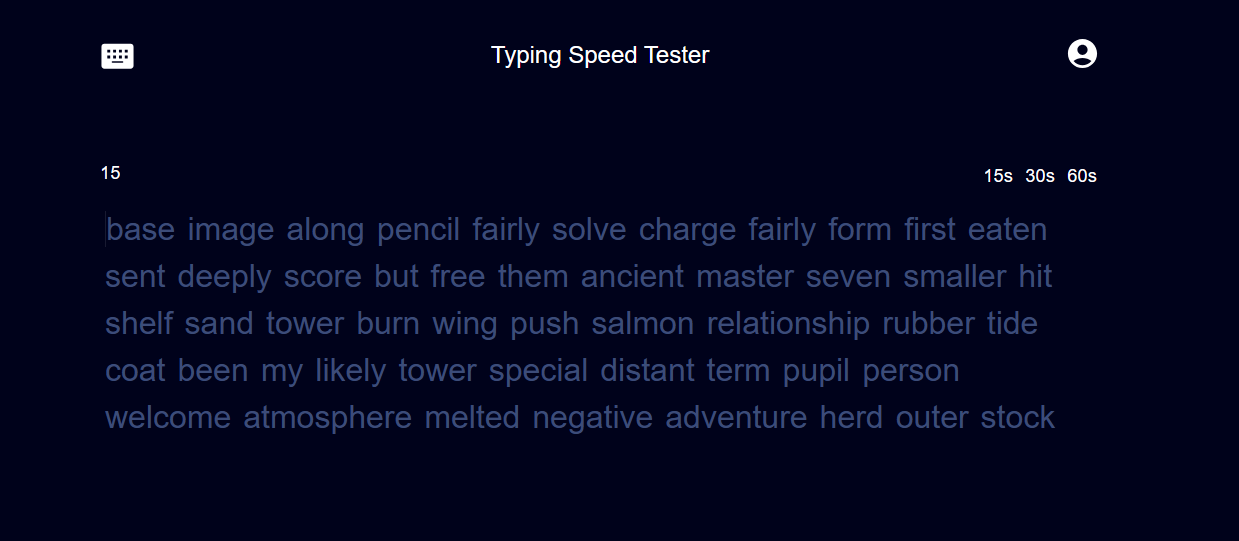 Typing Speed Tester
15
15s 30s 60s
base image along pencil fairly solve charge fairly form first eaten
sent deeply score but free them ancient master seven smaller hit
shelf sand tower burn wing push salmon relationship rubber tide
coat been my likely tower special distant term pupil person
welcome atmosphere melted negative adventure herd outer stock